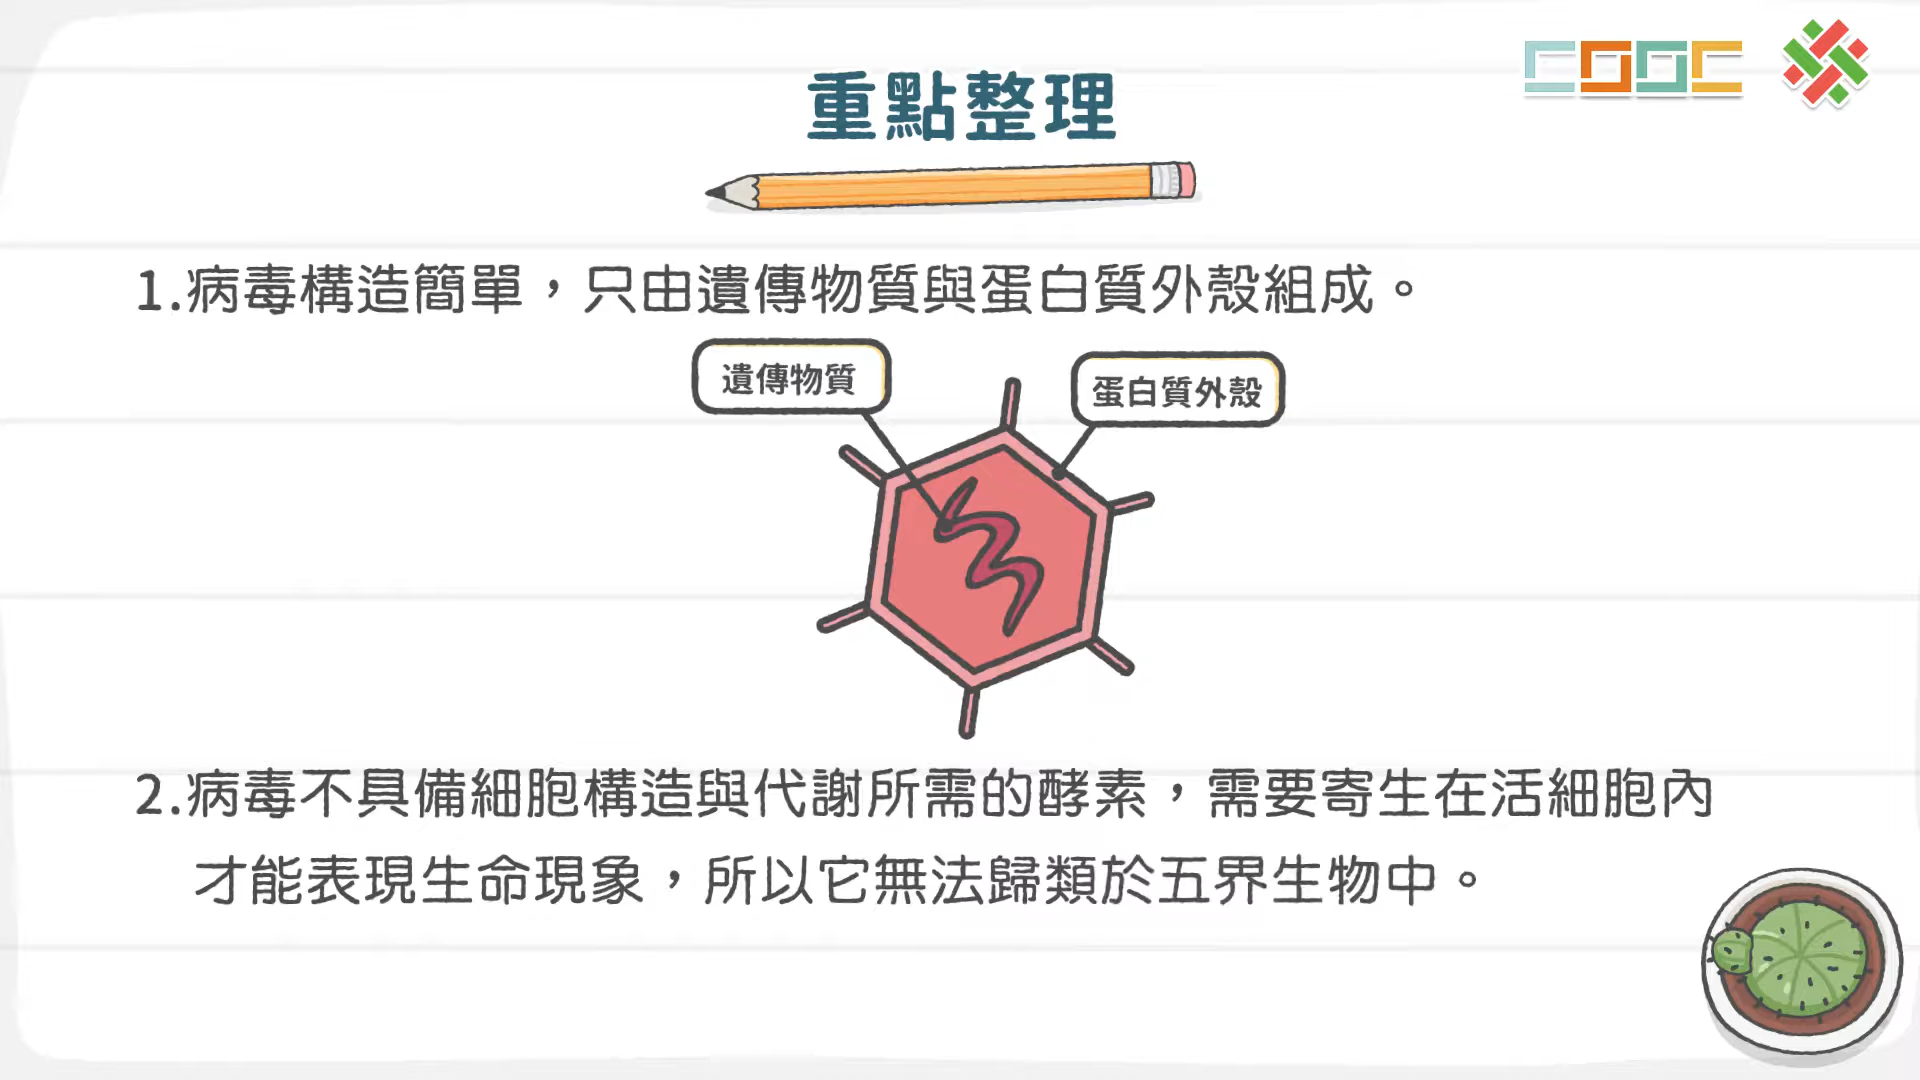 COOC
重點整理
1.病毒構造簡單，只由遺傳物質與蛋白質外殼組成。
遺傳物質
蛋白質外殼
2.病毒不具備細胞構造與代謝所需的酵素，需要寄生在活細胞內
才能表現生命現象，所以它無法歸類於五界生物中。